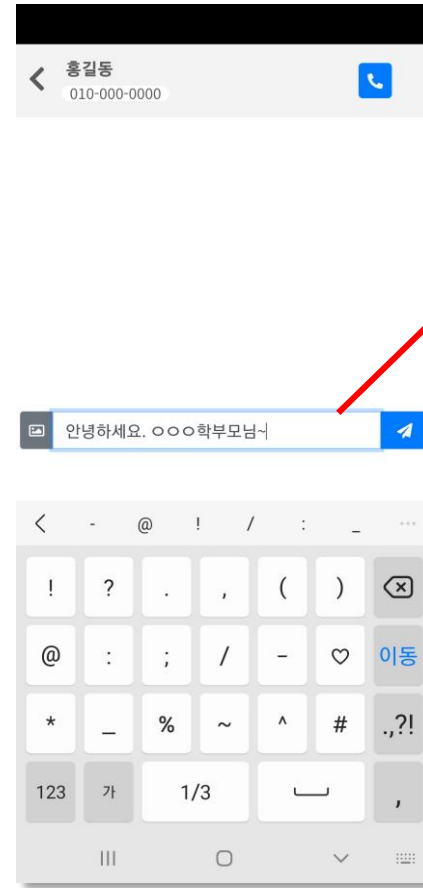 홍길동
010-000-0000
안녕하세요. ㅇㅇㅇ학부모님~
- @ ! / : _ ...
! ? . , ( )
@ : ; / - ♡ 이동
* _ % ~ ^ # .,?!
123 가 1/3 ,